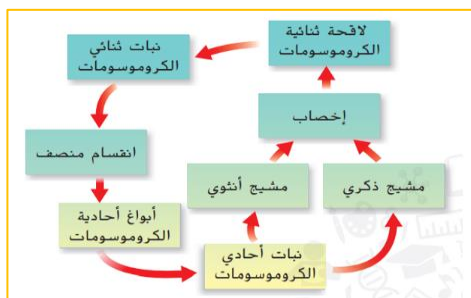 لاقحة ثنائية
الكروموسومات
نبات ثنائي
الكروموسومات
إخصاب
انقسام منصف
مشيج أنثوي
مشيج ذكري
أبواغ أحادية
الكروموسومات
نبات أحادي
الكروموسومات